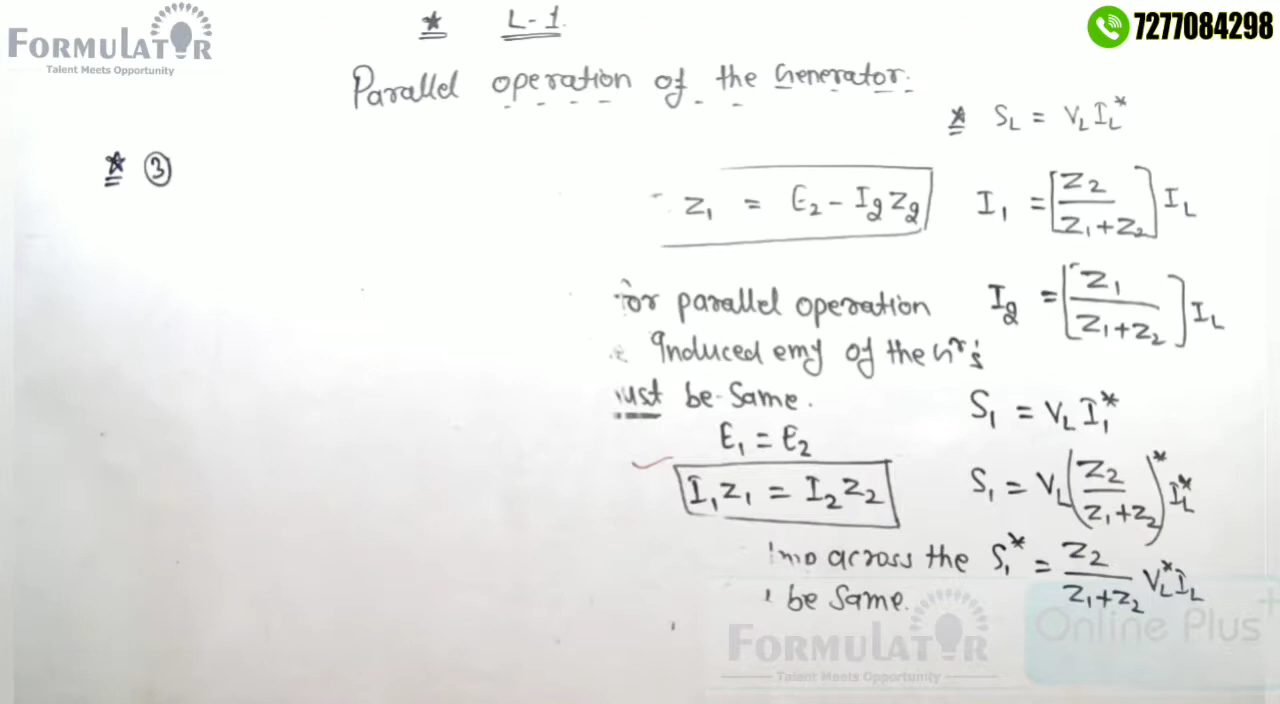 FORMULATOR
Talent Meets Opportunity
* L-1.
7277084298
Parallel operation of the Generator.
* S_L = V_L I_L*
* ③
Z₁ = E₂ - I₂Z₂
I₁ = [Z₂ / Z₁+Z₂] I_L
for parallel operation
I₂ = [Z₁ / Z₁+Z₂] I_L
Induced emf of the Gr's
must be Same.
S₁ = V_L I₁*
E₁ = E₂
I₁Z₁ = I₂Z₂
S₁ = V_L (Z₂ / Z₁+Z₂)* I_L*
across the
S₁* = Z₂ / Z₁+Z₂ V_L* I_L
be Same.
FORMULATOR
Talent Meets Opportunity
Online Plus+